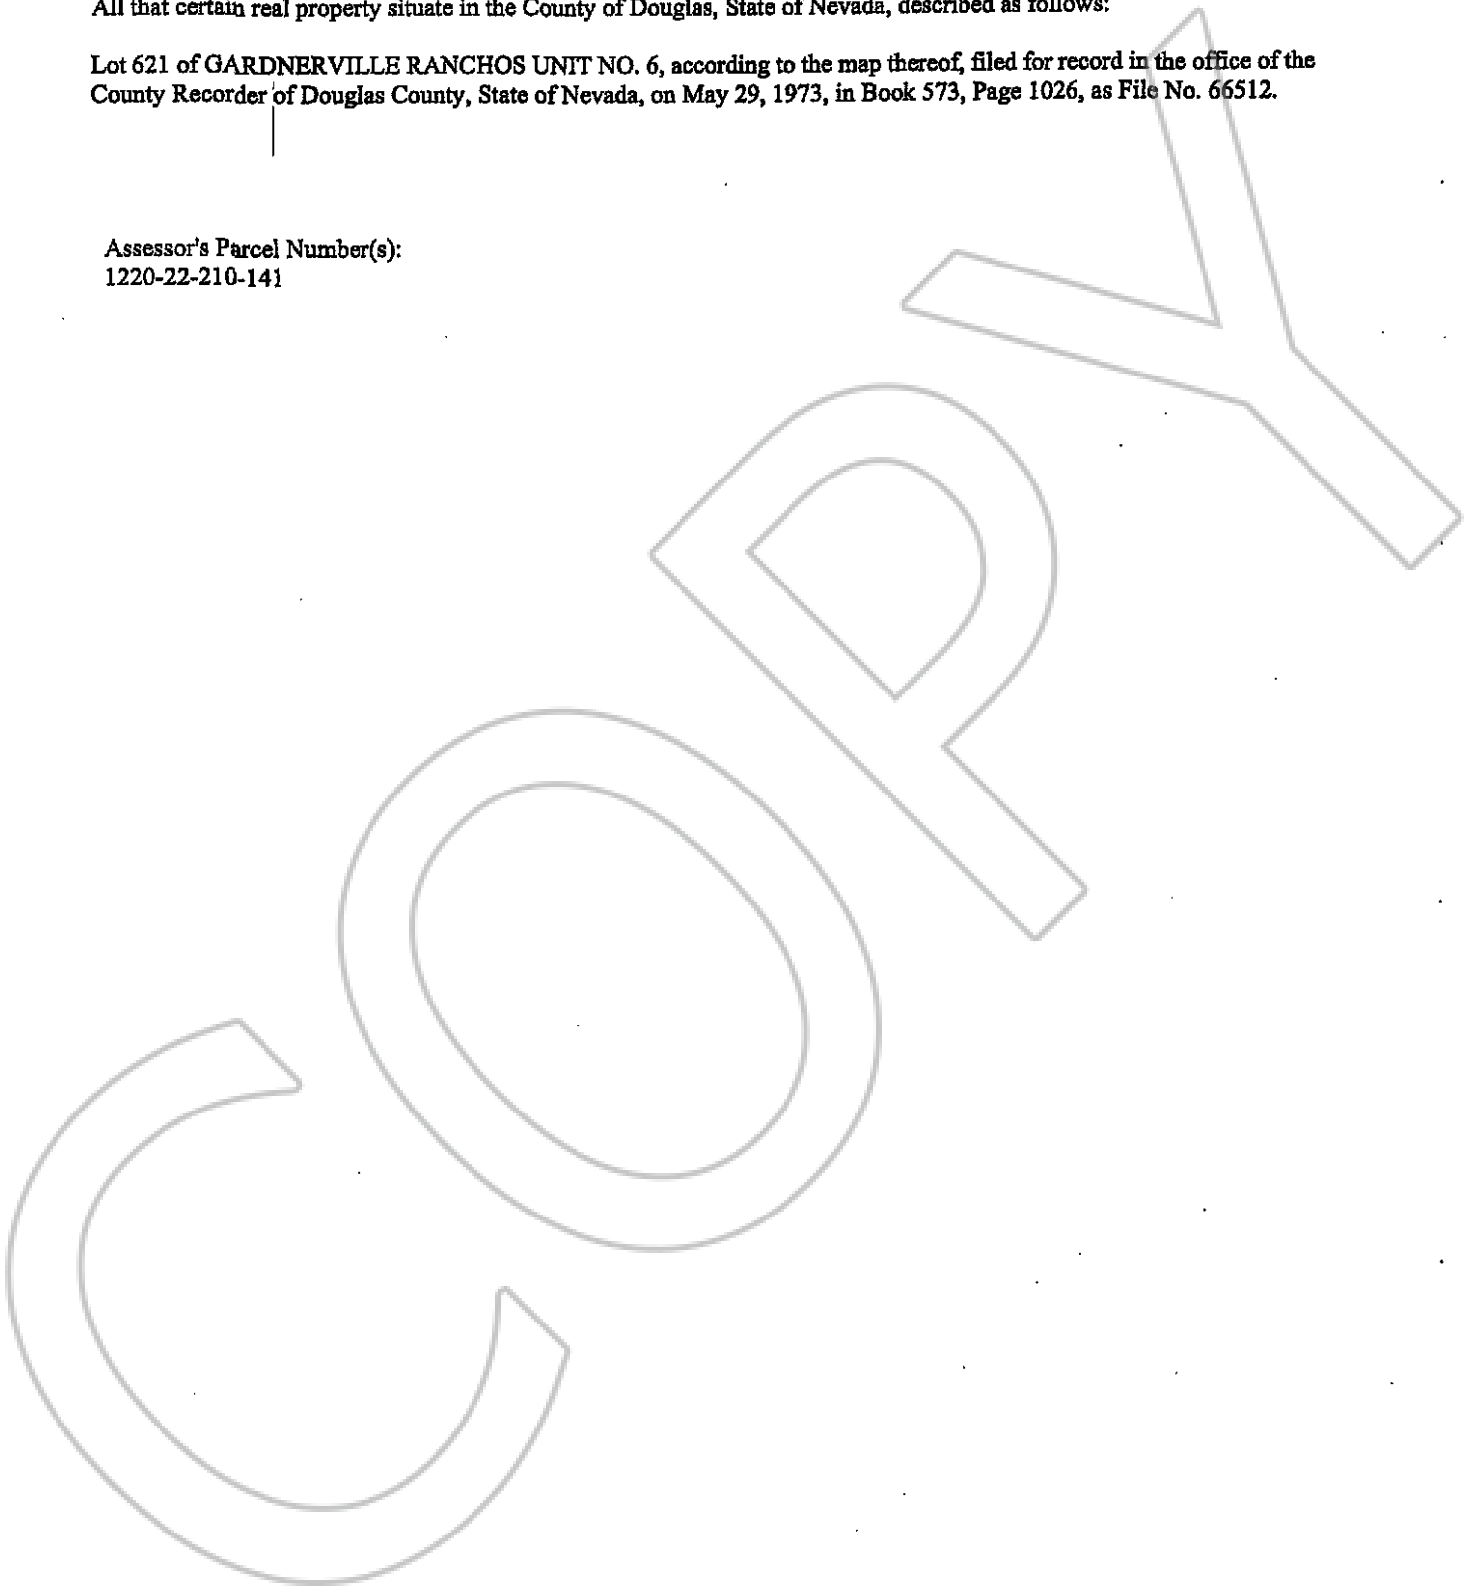 All that certain real property situate in the County of Douglas, State of Nevada, described as follows:
Lot 621 of GARDNERVILLE RANCHOS UNIT NO. 6, according to the map thereof, filed for record in the office of the
County Recorder of Douglas County, State of Nevada, on May 29, 1973, in Book 573, Page 1026, as File No. 66512.
Assessor's Parcel Number(s):
1220-22-210-141
COPY